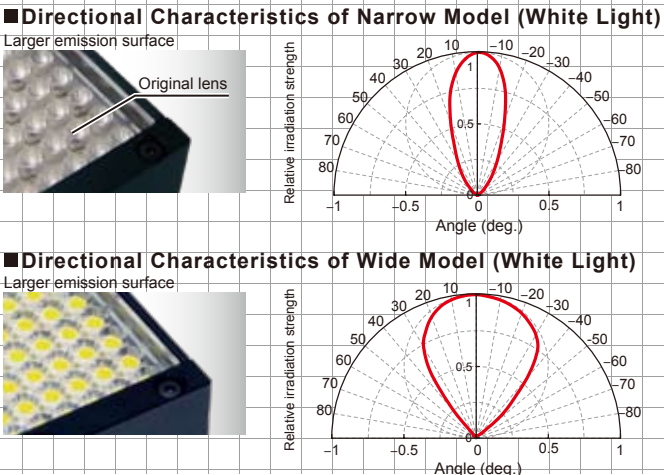 ■Directional Characteristics of Narrow Model (White Light)
Larger emission surface
Original lens
Relative irradiation strength
10 −10
20 −20
30 −30
40 −40
50 −50
60 −60
70 −70
80 −80
1
0.5
0
−1 −0.5 0 0.5 1
Angle (deg.)
■Directional Characteristics of Wide Model (White Light)
Larger emission surface
Relative irradiation strength
10 −10
20 −20
30 −30
40 −40
50 −50
60 −60
70 −70
80 −80
1
0.5
0
−1 −0.5 0 0.5 1
Angle (deg.)